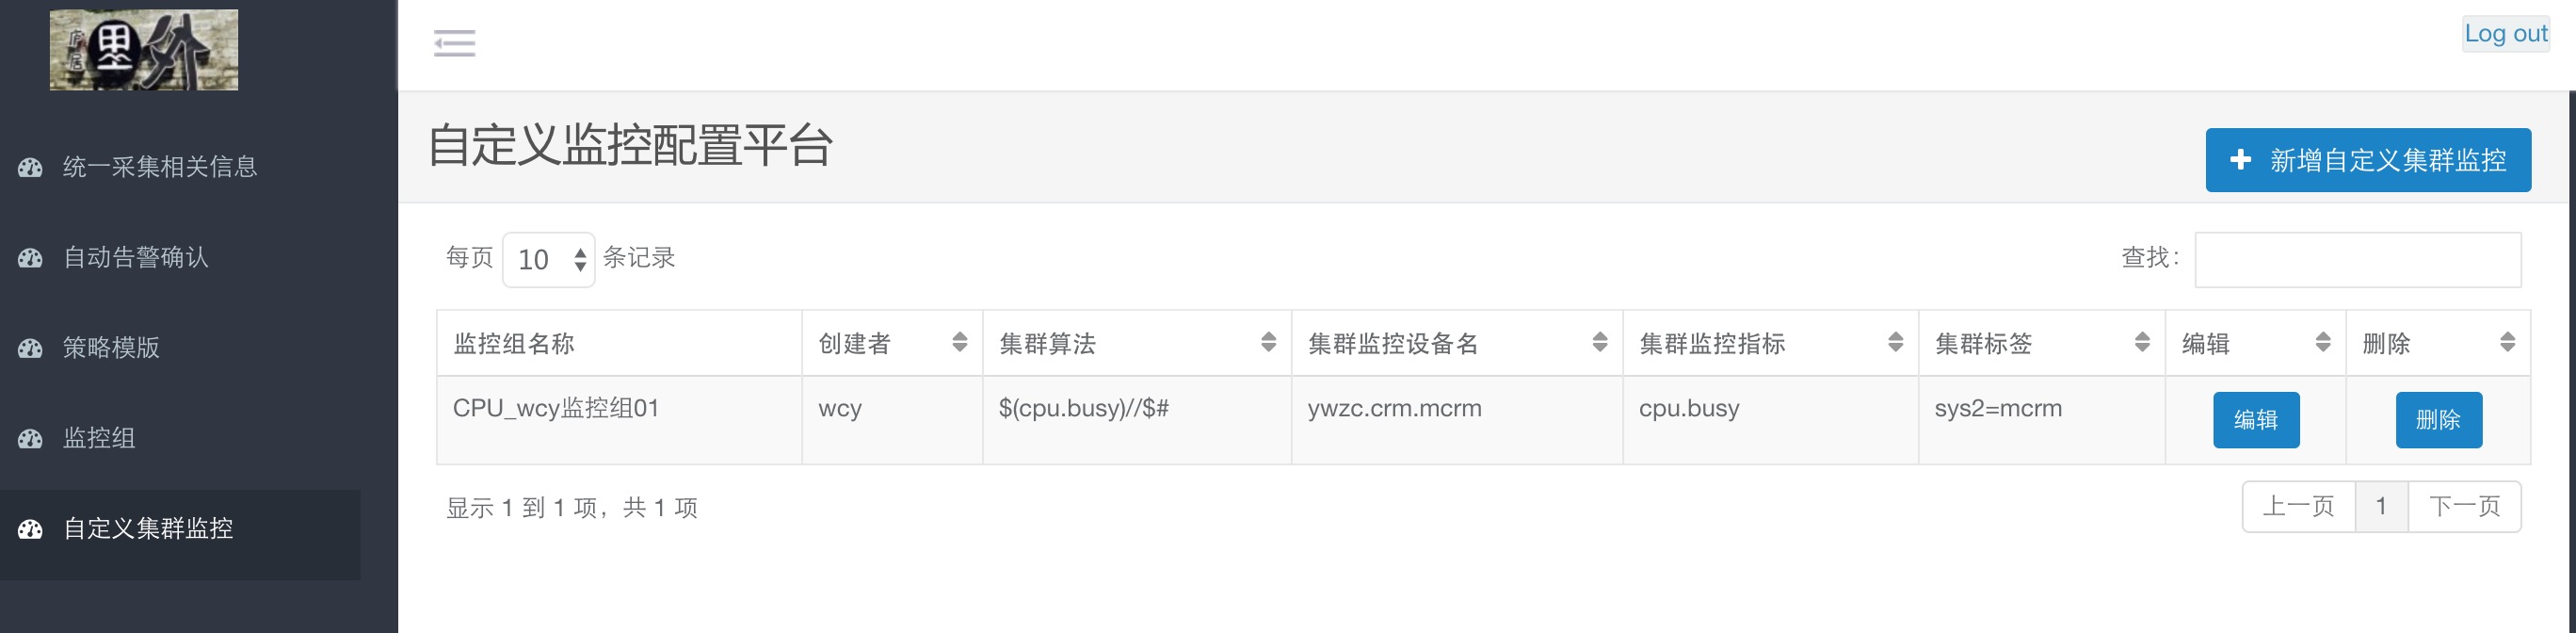 户居 里外
Log out
统一采集相关信息
自动告警确认
策略模版
监控组
自定义集群监控
自定义监控配置平台
新增自定义集群监控
每页 10 条记录
查找：
监控组名称 创建者 集群算法 集群监控设备名 集群监控指标 集群标签 编辑 删除
CPU_wcy监控组01 wcy $(cpu.busy)//$# ywzc.crm.mcrm cpu.busy sys2=mcrm 编辑 删除
显示 1 到 1 项，共 1 项
上一页 1 下一页